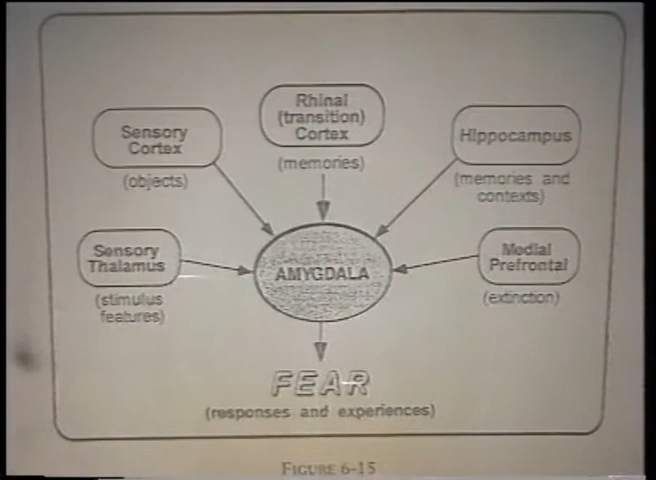 Rhinal
(transition)
Cortex
(memories)
Sensory
Cortex
(objects)
Hippocampus
(memories and
contexts)
Sensory
Thalamus
(stimulus
features)
AMYGDALA
Medial
Prefrontal
(extinction)
FEAR
(responses and experiences)
FIGURE 6-15